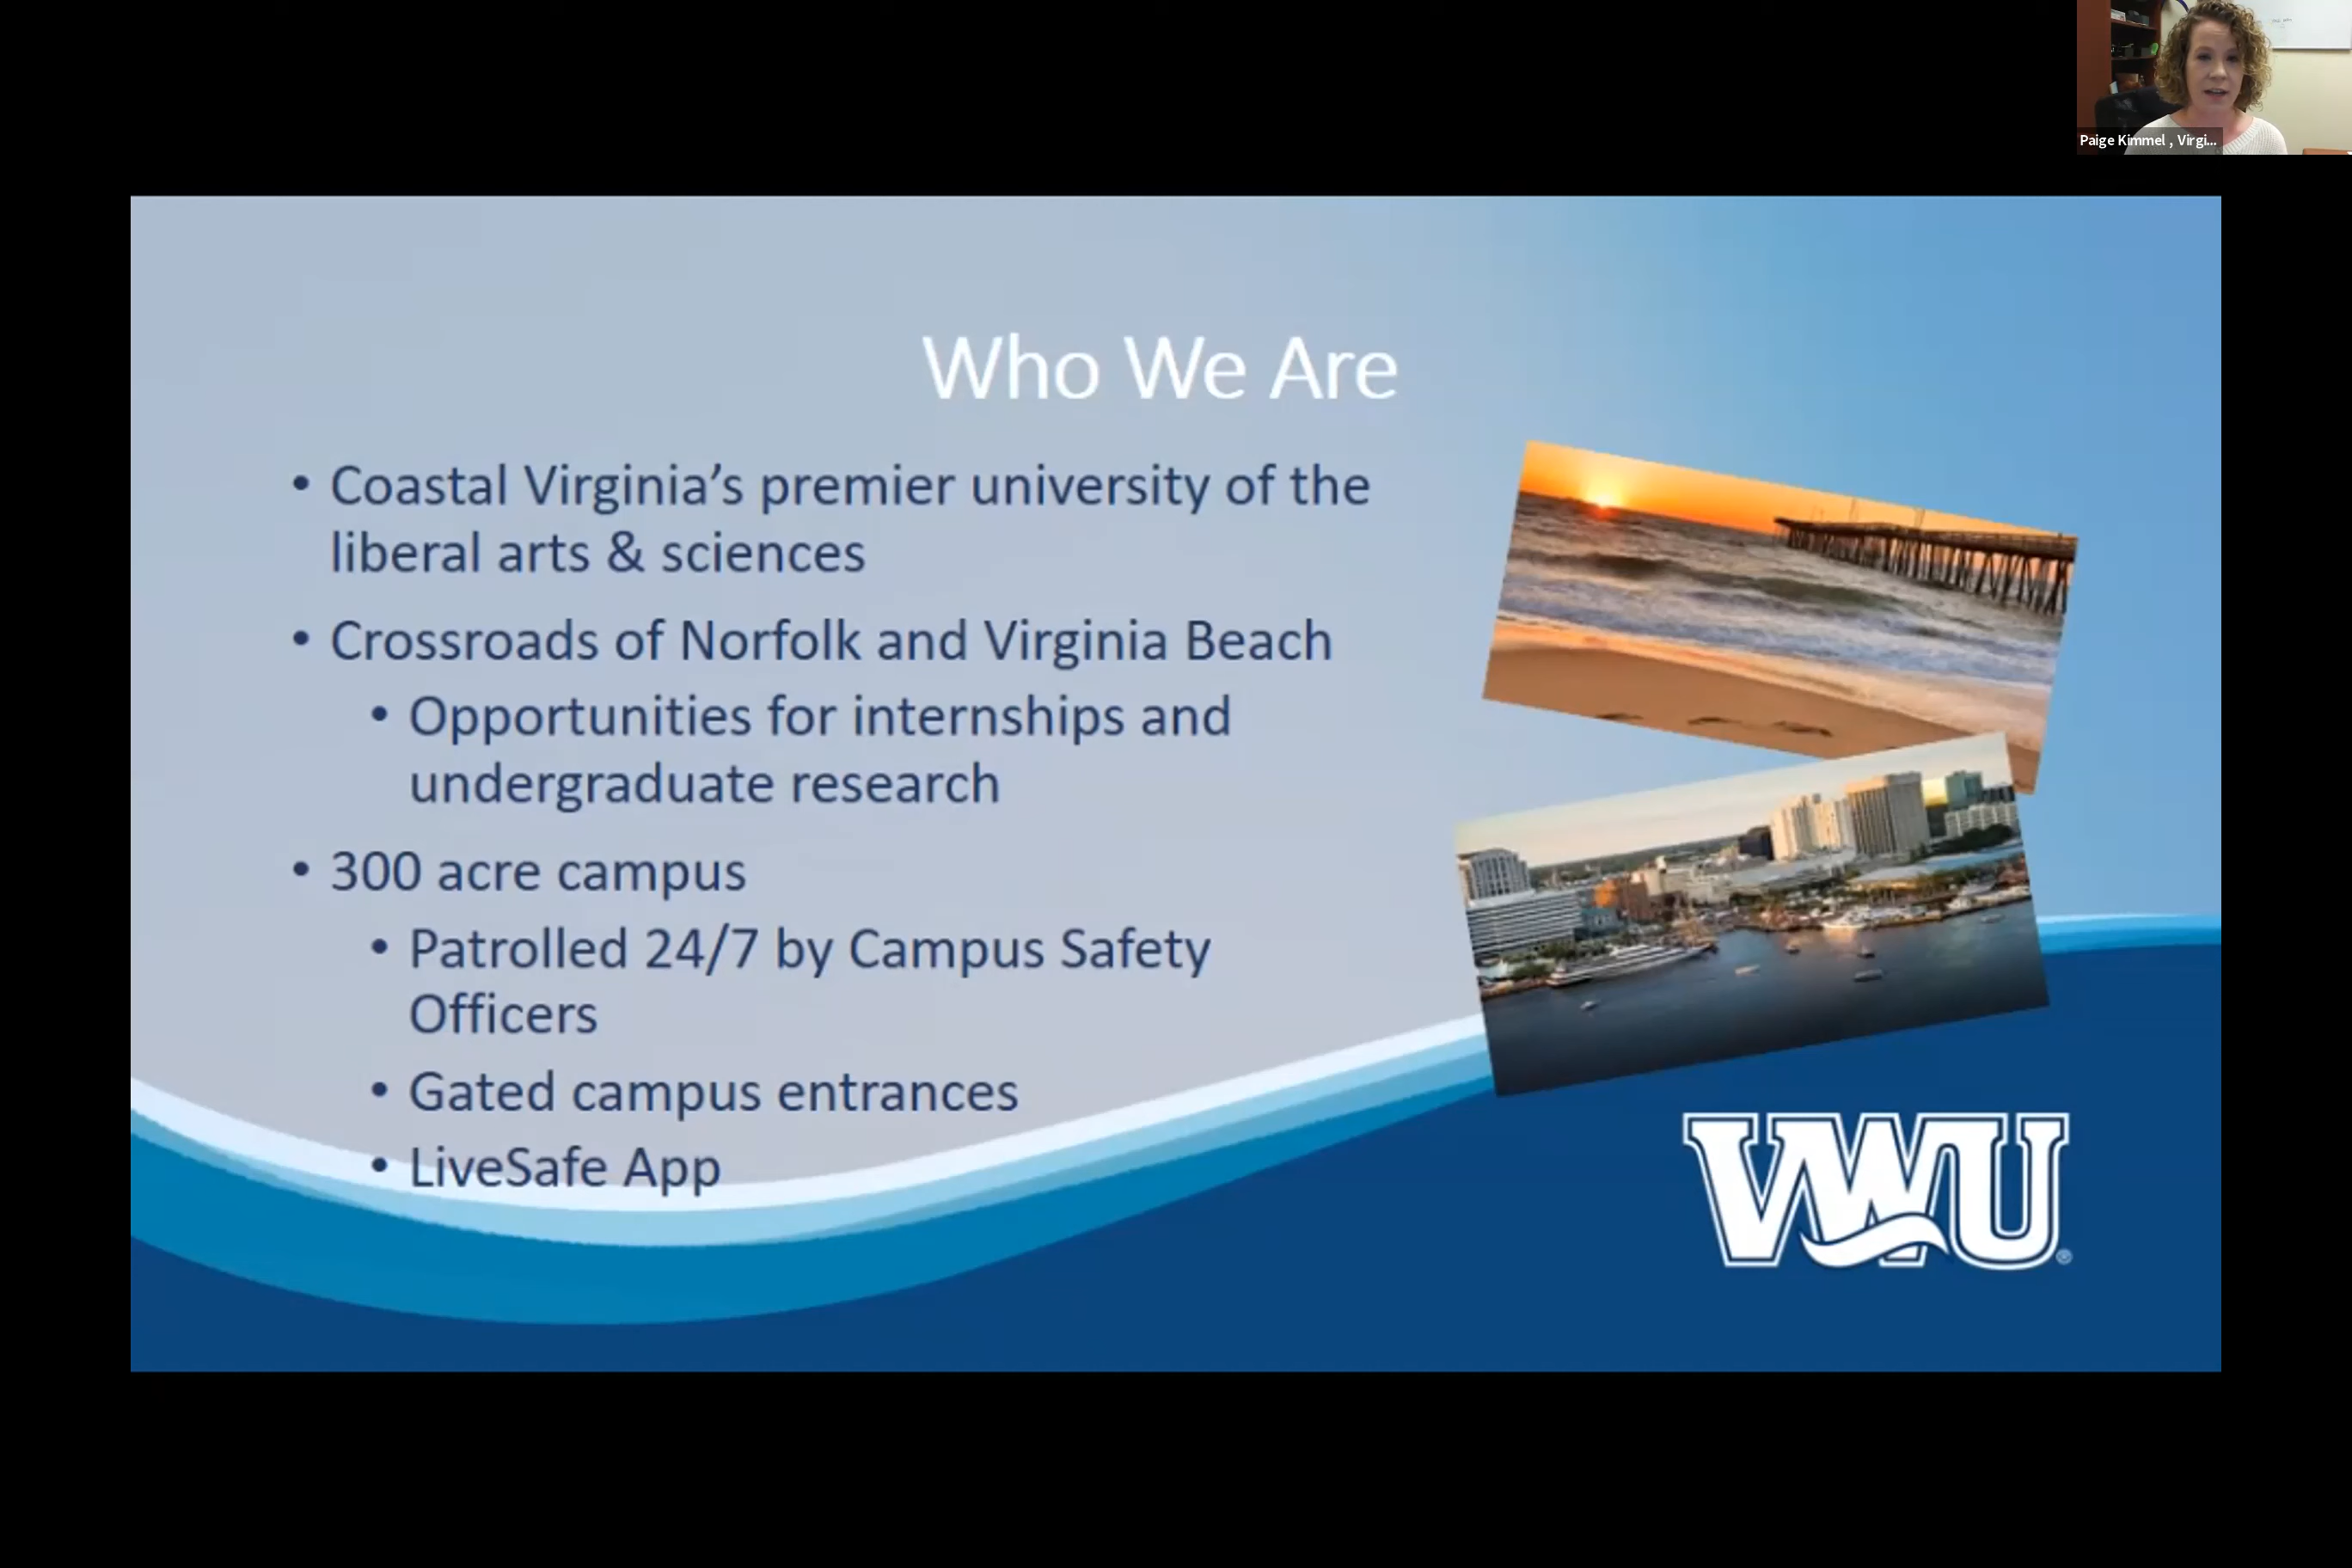 Paige Kimmel , Virgi...
Who We Are
• Coastal Virginia’s premier university of the
liberal arts & sciences
• Crossroads of Norfolk and Virginia Beach
• Opportunities for internships and
undergraduate research
• 300 acre campus
• Patrolled 24/7 by Campus Safety
Officers
• Gated campus entrances
• LiveSafe App
VWU®